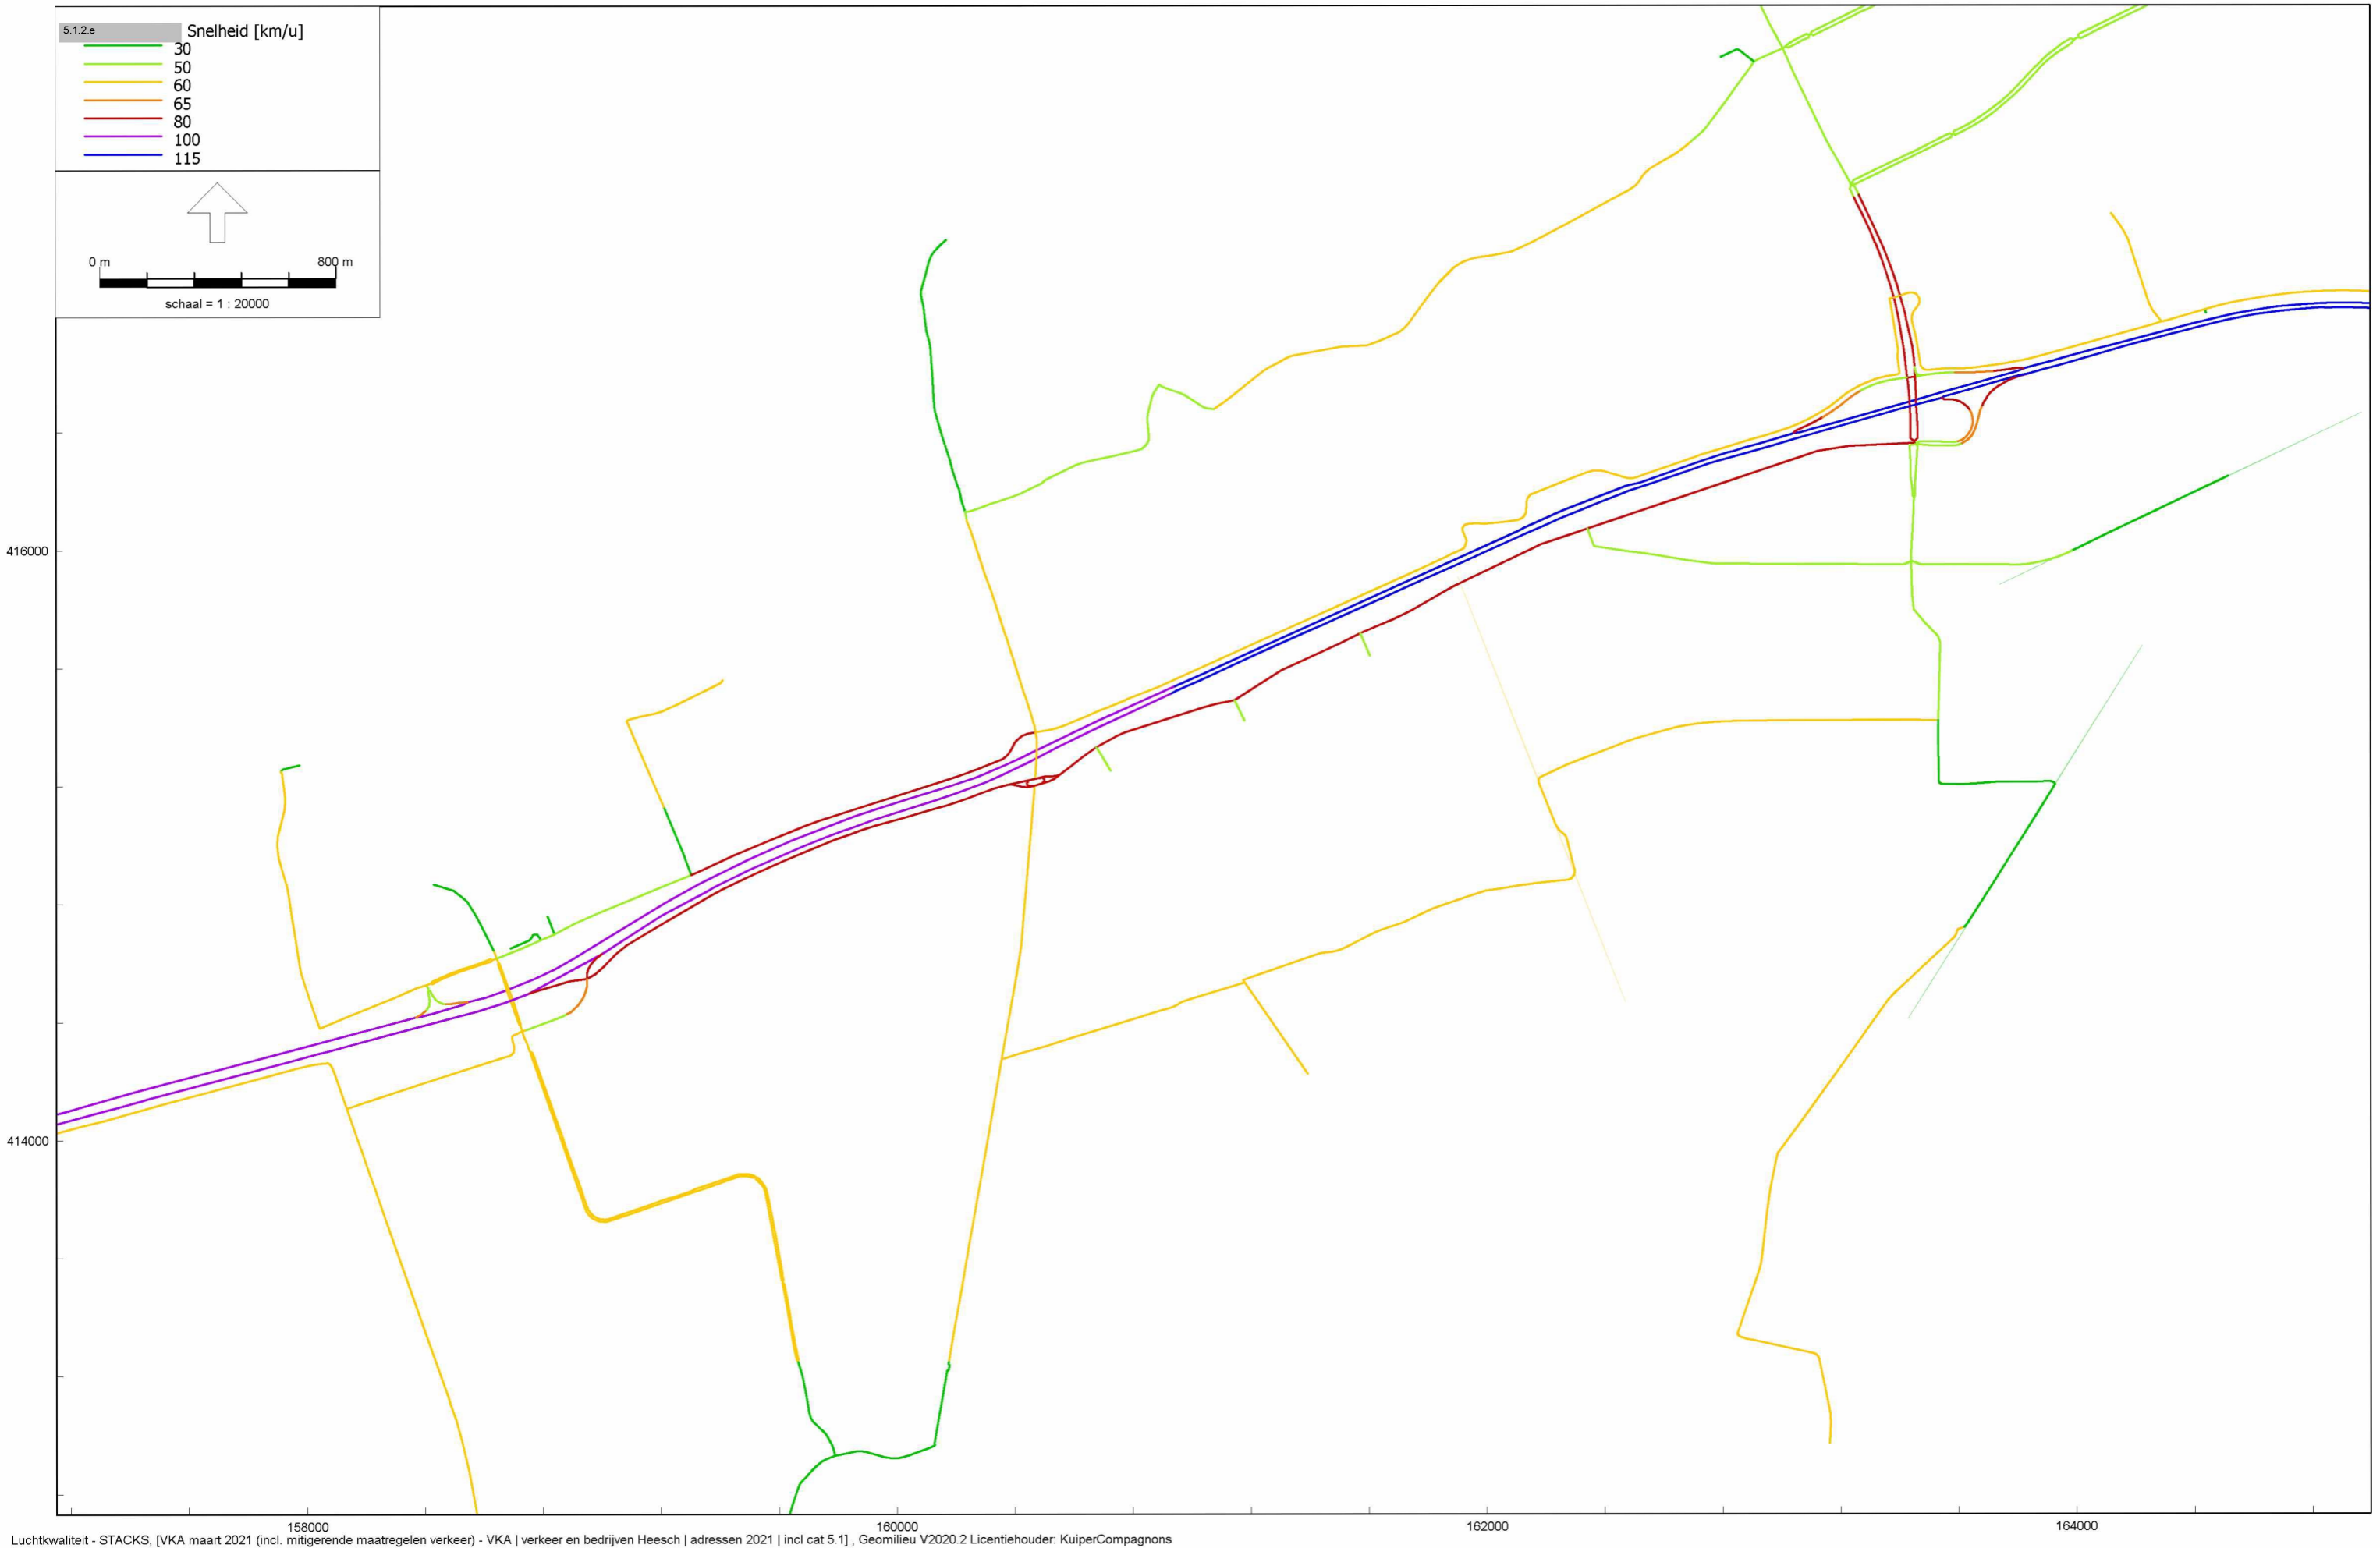 5.1.2.e
Snelheid [km/u]
30
50
60
65
80
100
115
0 m 800 m
schaal = 1 : 20000
416000
414000
158000 160000 162000 164000
Luchtkwaliteit - STACKS, [VKA maart 2021 (incl. mitigerende maatregelen verkeer) - VKA | verkeer en bedrijven Heesch | adressen 2021 | incl cat 5.1] , Geomilieu V2020.2 Licentiehouder: KuiperCompagnons